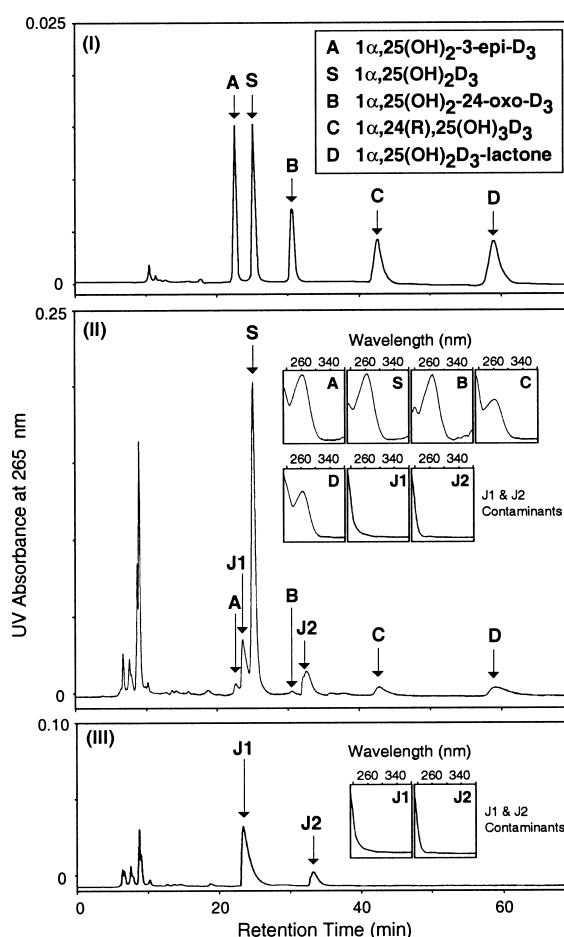 0.025
(I)
A 1α,25(OH)₂-3-epi-D₃
S 1α,25(OH)₂D₃
B 1α,25(OH)₂-24-oxo-D₃
C 1α,24(R),25(OH)₃D₃
D 1α,25(OH)₂D₃-lactone
A S
B
C
D
0
0.25
(II)
S
Wavelength (nm)
260 340 260 340 260 340 260 340
A S B C
260 340 260 340 260 340
D J1 J2
J1 & J2
Contaminants
J1
A
B
J2
C
D
0
UV Absorbance at 265 nm
0.10
(III)
J1
J2
Wavelength (nm)
260 340 260 340
J1 J2
J1 & J2
Contaminants
0
0 20 40 60
Retention Time (min)